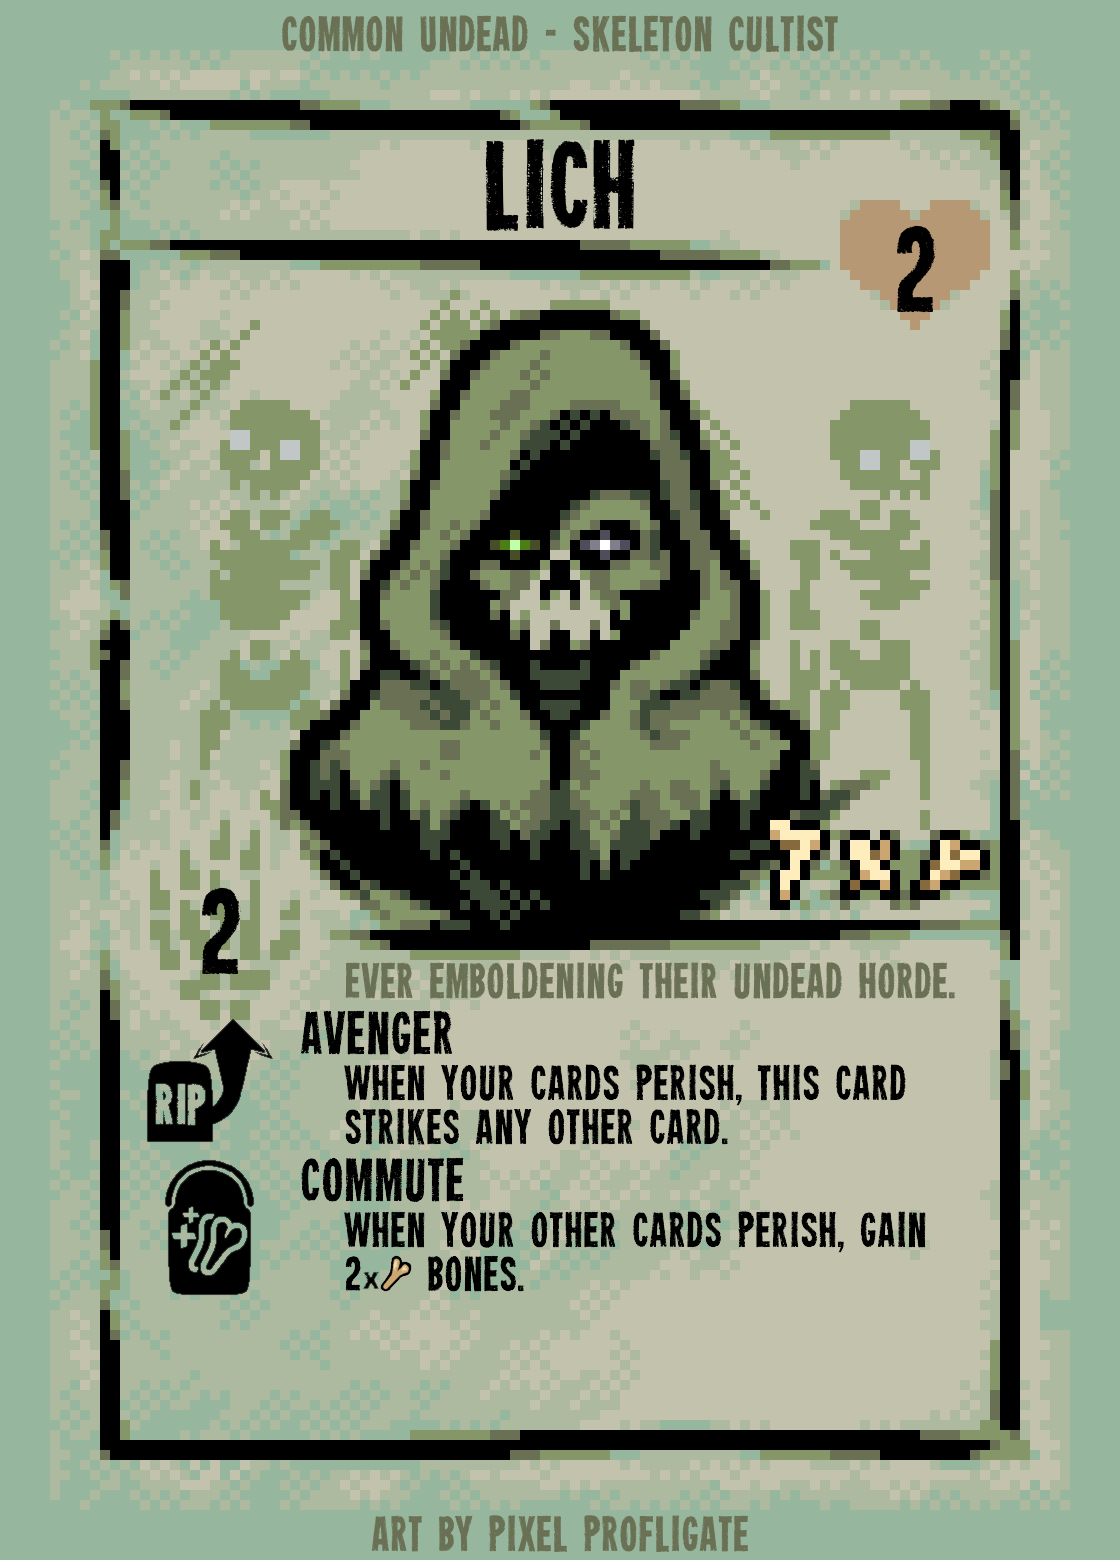 COMMON UNDEAD - SKELETON CULTIST
LICH
2
7 X
2
EVER EMBOLDENING THEIR UNDEAD HORDE.
AVENGER
WHEN YOUR CARDS PERISH, THIS CARD
STRIKES ANY OTHER CARD.
RIP
COMMUTE
WHEN YOUR OTHER CARDS PERISH, GAIN
2x BONES.
ART BY PIXEL PROFLIGATE